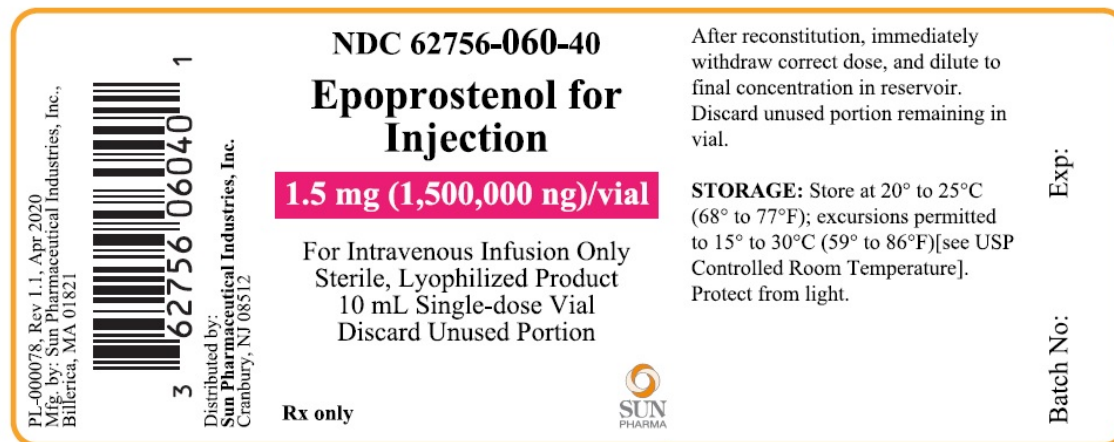 PL-000078, Rev 1.1, Apr 2020
Mfg. by: Sun Pharmaceutical Industries, Inc.,
Billerica, MA 01821
3 62756 06040 1
Distributed by:
Sun Pharmaceutical Industries, Inc.
Cranbury, NJ 08512
NDC 62756-060-40
Epoprostenol for
Injection
1.5 mg (1,500,000 ng)/vial
For Intravenous Infusion Only
Sterile, Lyophilized Product
10 mL Single-dose Vial
Discard Unused Portion
Rx only
SUN
PHARMA
After reconstitution, immediately
withdraw correct dose, and dilute to
final concentration in reservoir.
Discard unused portion remaining in
vial.
STORAGE: Store at 20° to 25°C
(68° to 77°F); excursions permitted
to 15° to 30°C (59° to 86°F)[see USP
Controlled Room Temperature].
Protect from light.
Batch No:
Exp: